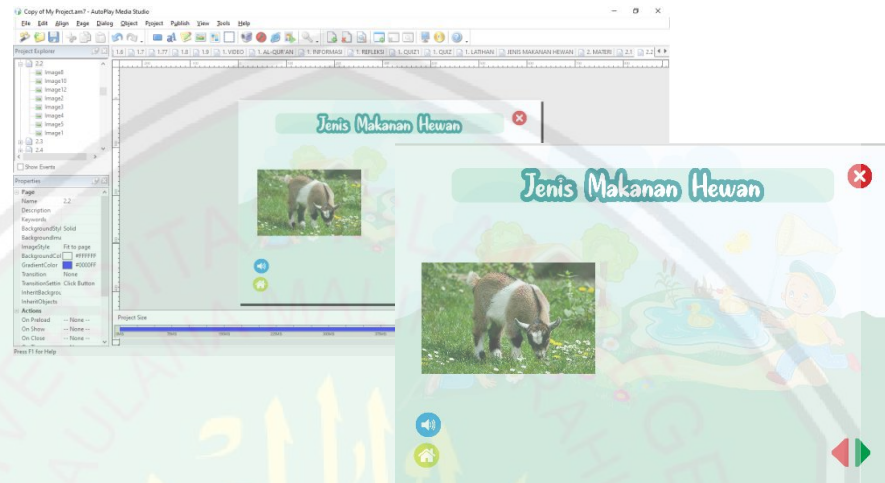 Copy of My Project.am7 - AutoPlay Media Studio
File Edit Align Page Dialog Object Project Publish View Tools Help
Project Explorer
1.6 1.7 1.77 1.8 1.9 1. VIDEO 1. AL-QUR'AN 1. RIFORMASI 1. REFLEKSI 1. QUIZ1 1. QUIZ 1. LATIHAN JENIS MAKANAN HEWAN 2. MATERI 2.1 2.2
2.2
Image8
Image10
Image12
Image2
Image3
Image4
Image5
Image1
2.3
2.4
Show Events
Properties
Page
Name 2.2
Description
Keywords
BackgroundStyl Solid
BackgroundIma
ImageStyle Fit to page
BackgroundCol #FFFFFF
GradientColor #0000FF
Transition None
TransitionSettin Click Button
InheritBackgrou
InheritObjects
Actions
On Preload -- None --
On Show -- None --
On Close -- None --
Press F1 for Help
Project Size
Jenis Makanan Hewan
Jenis Makanan Hewan